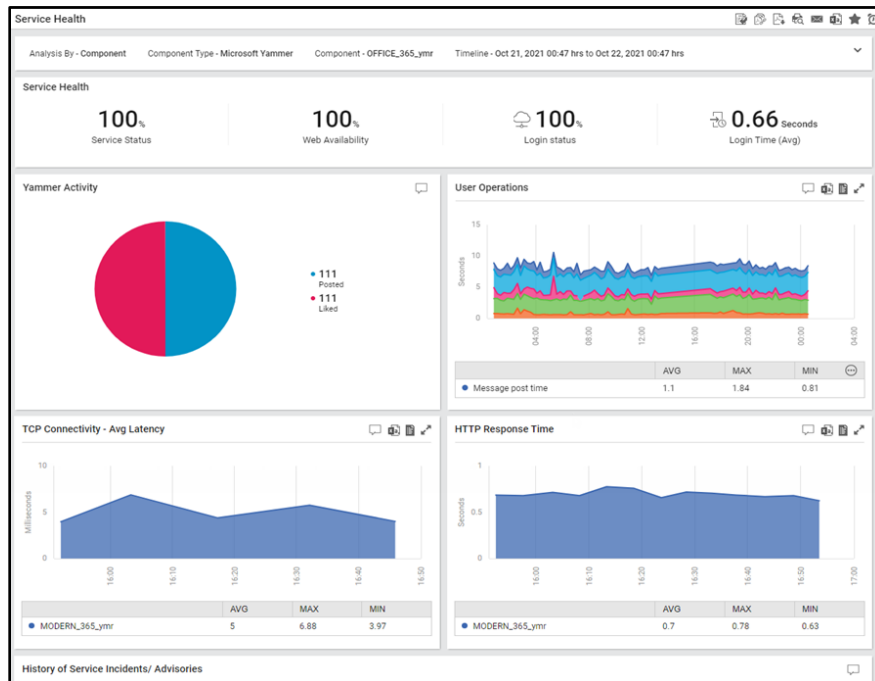 Service Health
Analysis By - Component Component Type - Microsoft Yammer Component - OFFICE_365_ymr Timeline - Oct 21, 2021 00:47 hrs to Oct 22, 2021 00:47 hrs
Service Health
100% 100% 100% 0.66 Seconds
Service Status Web Availability Login status Login Time (Avg)
Yammer Activity
111
Posted
111
Liked
User Operations
15
10
5
0
Seconds
04:00 08:00 12:00 16:00 20:00 00:00 04:00
AVG MAX MIN
Message post time 1.1 1.84 0.81
TCP Connectivity - Avg Latency
10
5
0
Milliseconds
16:00 16:10 16:20 16:30 16:40 16:50
AVG MAX MIN
MODERN_365_ymr 5 6.88 3.97
HTTP Response Time
1
0.5
0
Seconds
16:00 16:10 16:20 16:30 16:40 16:50 17:00
AVG MAX MIN
MODERN_365_ymr 0.7 0.78 0.63
History of Service Incidents/ Advisories